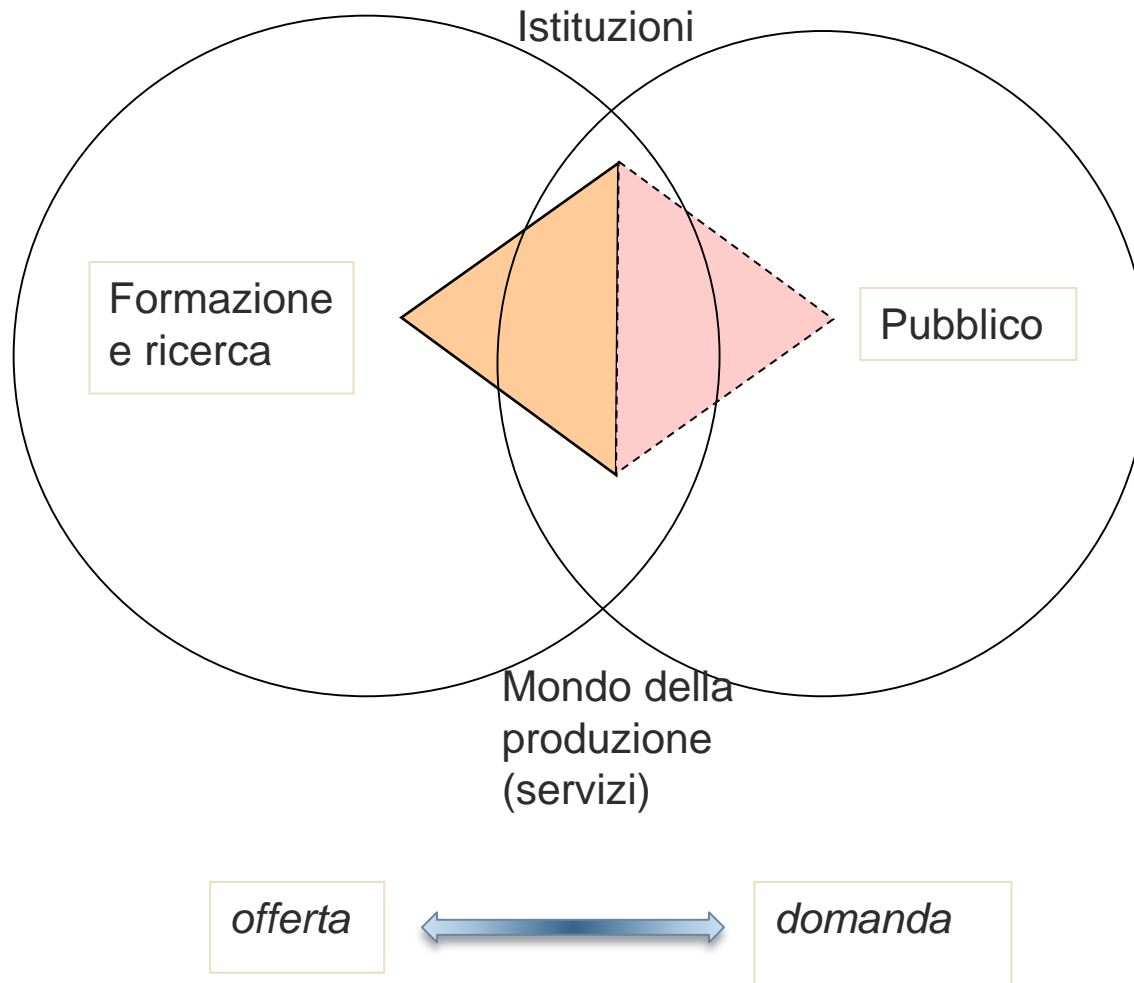 Istituzioni
Formazione
e ricerca
Pubblico
Mondo della
produzione
(servizi)
offerta
domanda